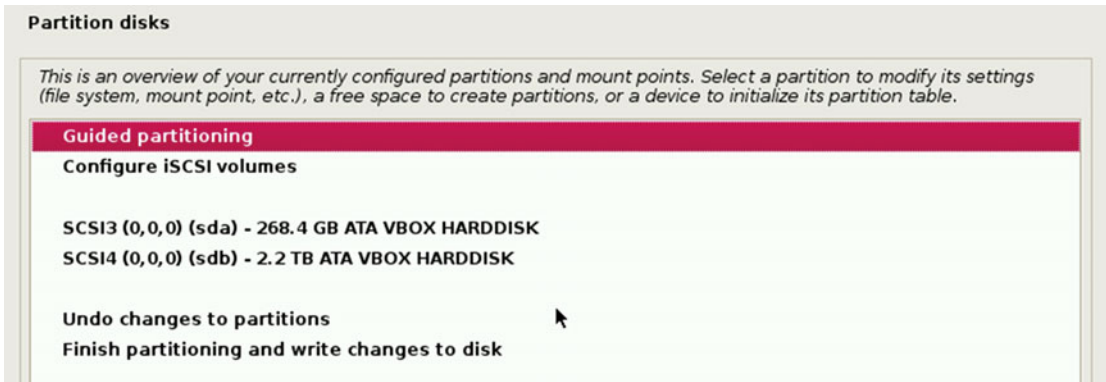 Partition disks
This is an overview of your currently configured partitions and mount points. Select a partition to modify its settings
(file system, mount point, etc.), a free space to create partitions, or a device to initialize its partition table.
Guided partitioning
Configure iSCSI volumes
SCSI3 (0,0,0) (sda) - 268.4 GB ATA VBOX HARDDISK
SCSI4 (0,0,0) (sdb) - 2.2 TB ATA VBOX HARDDISK
Undo changes to partitions
Finish partitioning and write changes to disk